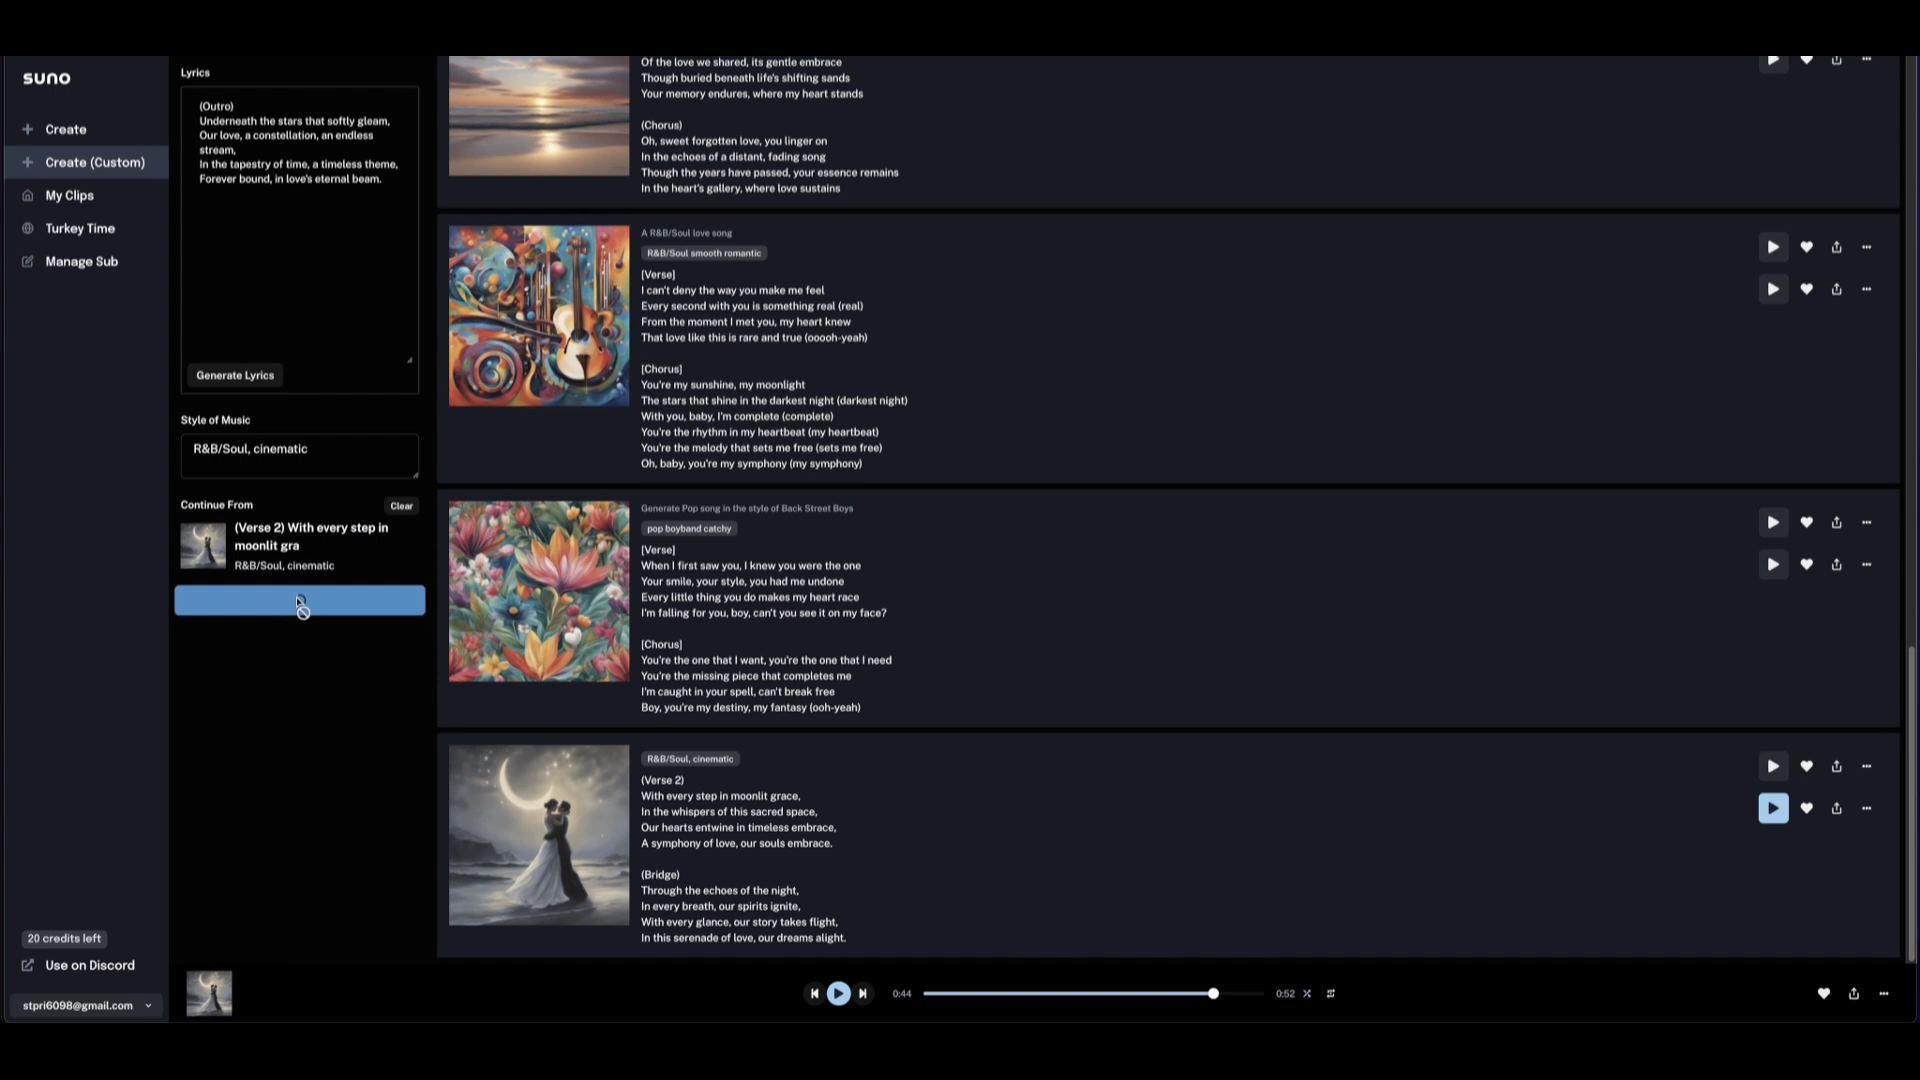 suno
Create
Create (Custom)
My Clips
Turkey Time
Manage Sub
20 credits left
Use on Discord
stpri6098@gmail.com
Lyrics
(Outro)
Underneath the stars that softly gleam,
Our love, a constellation, an endless
stream,
In the tapestry of time, a timeless theme,
Forever bound, in love's eternal beam.
Generate Lyrics
Style of Music
R&B/Soul, cinematic
Continue From
Clear
(Verse 2) With every step in
moonlit gra
R&B/Soul, cinematic
Of the love we shared, its gentle embrace
Though buried beneath life's shifting sands
Your memory endures, where my heart stands
(Chorus)
Oh, sweet forgotten love, you linger on
In the echoes of a distant, fading song
Though the years have passed, your essence remains
In the heart's gallery, where love sustains
A R&B/Soul love song
R&B/Soul smooth romantic
[Verse]
I can't deny the way you make me feel
Every second with you is something real (real)
From the moment I met you, my heart knew
That love like this is rare and true (ooooh-yeah)
[Chorus]
You're my sunshine, my moonlight
The stars that shine in the darkest night (darkest night)
With you, baby, I'm complete (complete)
You're the rhythm in my heartbeat (my heartbeat)
You're the melody that sets me free (sets me free)
Oh, baby, you're my symphony (my symphony)
Generate Pop song in the style of Back Street Boys
pop boyband catchy
[Verse]
When I first saw you, I knew you were the one
Your smile, your style, you had me undone
Every little thing you do makes my heart race
I'm falling for you, boy, can't you see it on my face?
[Chorus]
You're the one that I want, you're the one that I need
You're the missing piece that completes me
I'm caught in your spell, can't break free
Boy, you're my destiny, my fantasy (ooh-yeah)
R&B/Soul, cinematic
(Verse 2)
With every step in moonlit grace,
In the whispers of this sacred space,
Our hearts entwine in timeless embrace,
A symphony of love, our souls embrace.
(Bridge)
Through the echoes of the night,
In every breath, our spirits ignite,
With every glance, our story takes flight,
In this serenade of love, our dreams alight.
0:44
0:52